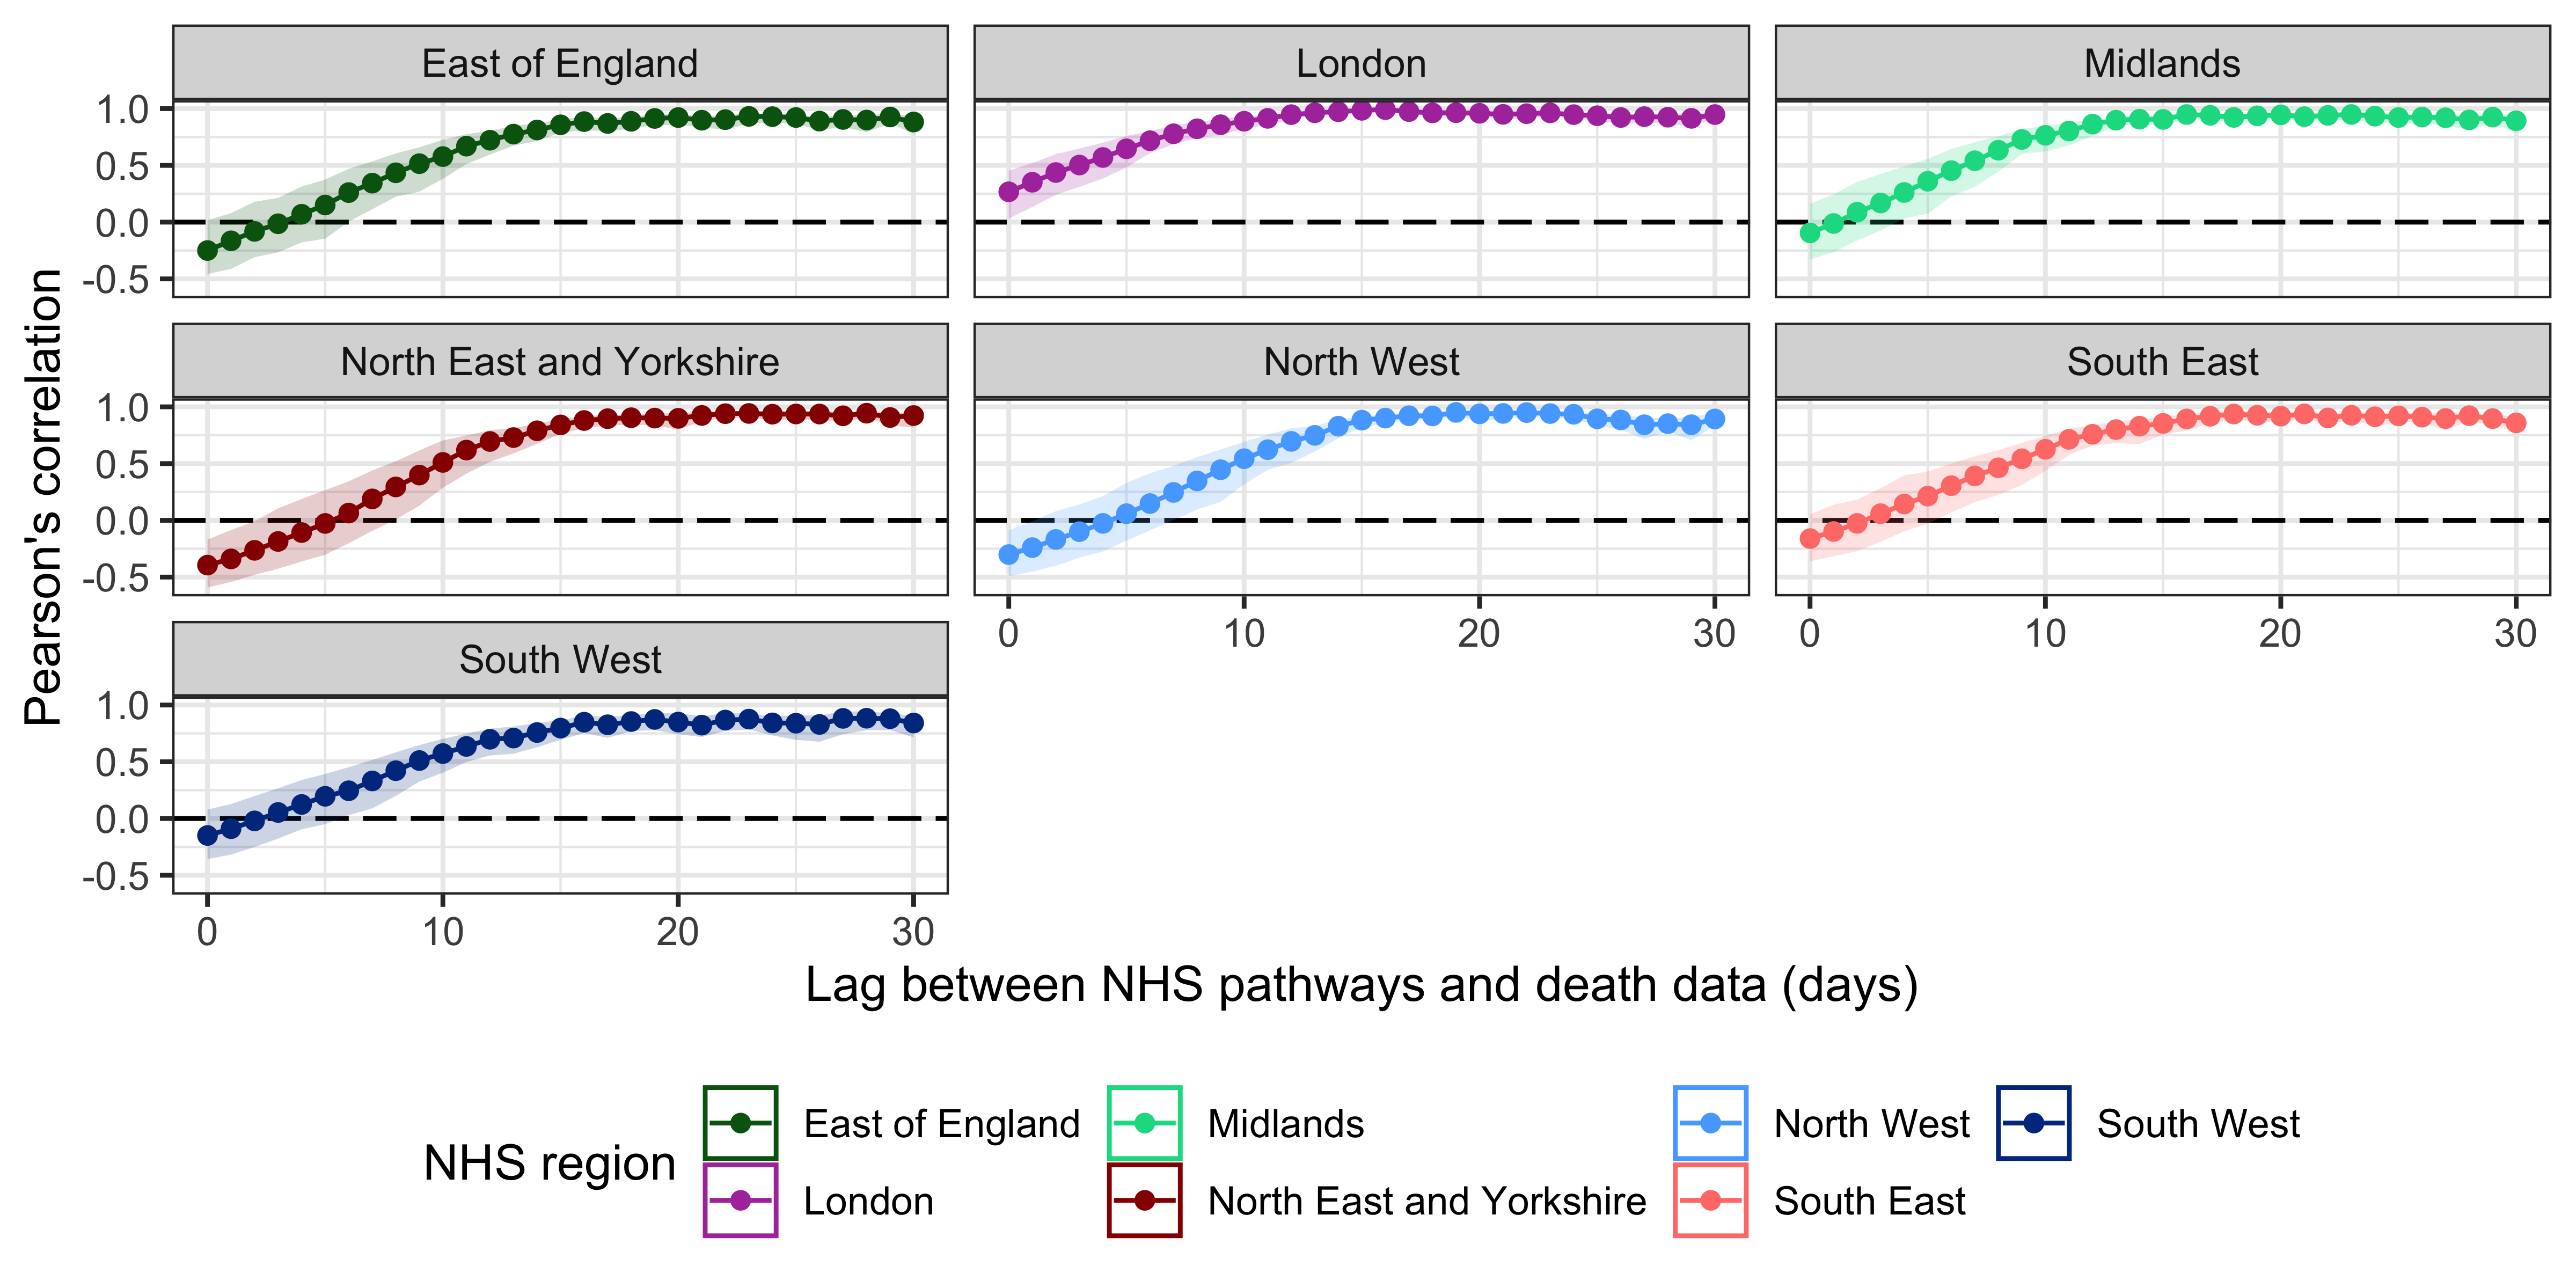 East of England
London
Midlands
1.0
0.5
0.0
-0.5
North East and Yorkshire
North West
South East
1.0
0.5
0.0
-0.5
0 10 20 30
0 10 20 30
South West
1.0
0.5
0.0
-0.5
0 10 20 30
Pearson's correlation
Lag between NHS pathways and death data (days)
NHS region
East of England
London
Midlands
North East and Yorkshire
North West
South East
South West